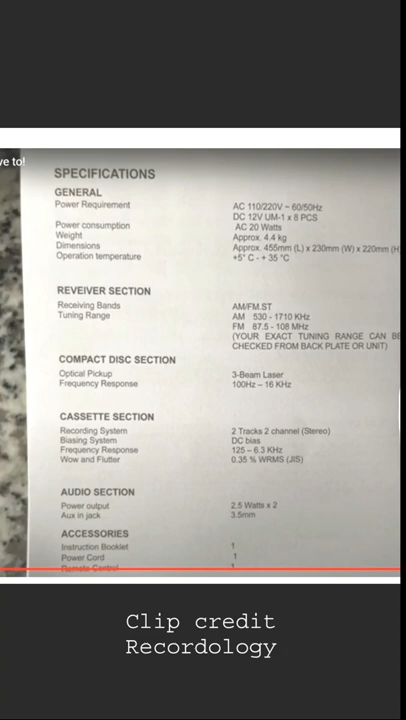 ve to!
SPECIFICATIONS
GENERAL
Power Requirement AC 110/220V ~ 60/50Hz
DC 12V UM-1 x 8 PCS
Power consumption AC 20 Watts
Weight Approx. 4.4 kg
Dimensions Approx. 455mm (L) x 230mm (W) x 220mm (H
Operation temperature +5° C - + 35 °C
REVEIVER SECTION
Receiving Bands AM/FM.ST
Tuning Range AM 530 - 1710 KHz
FM 87.5 - 108 MHz
(YOUR EXACT TUNING RANGE CAN BE
CHECKED FROM BACK PLATE OR UNIT)
COMPACT DISC SECTION
Optical Pickup 3-Beam Laser
Frequency Response 100Hz – 16 KHz
CASSETTE SECTION
Recording System 2 Tracks 2 channel (Stereo)
Biasing System DC bias
Frequency Response 125 – 6.3 KHz
Wow and Flutter 0.35 % WRMS (JIS)
AUDIO SECTION
Power output 2.5 Watts x 2
Aux in jack 3.5mm
ACCESSORIES
Instruction Booklet 1
Power Cord 1
Remote Control 1
Clip credit
Recordology